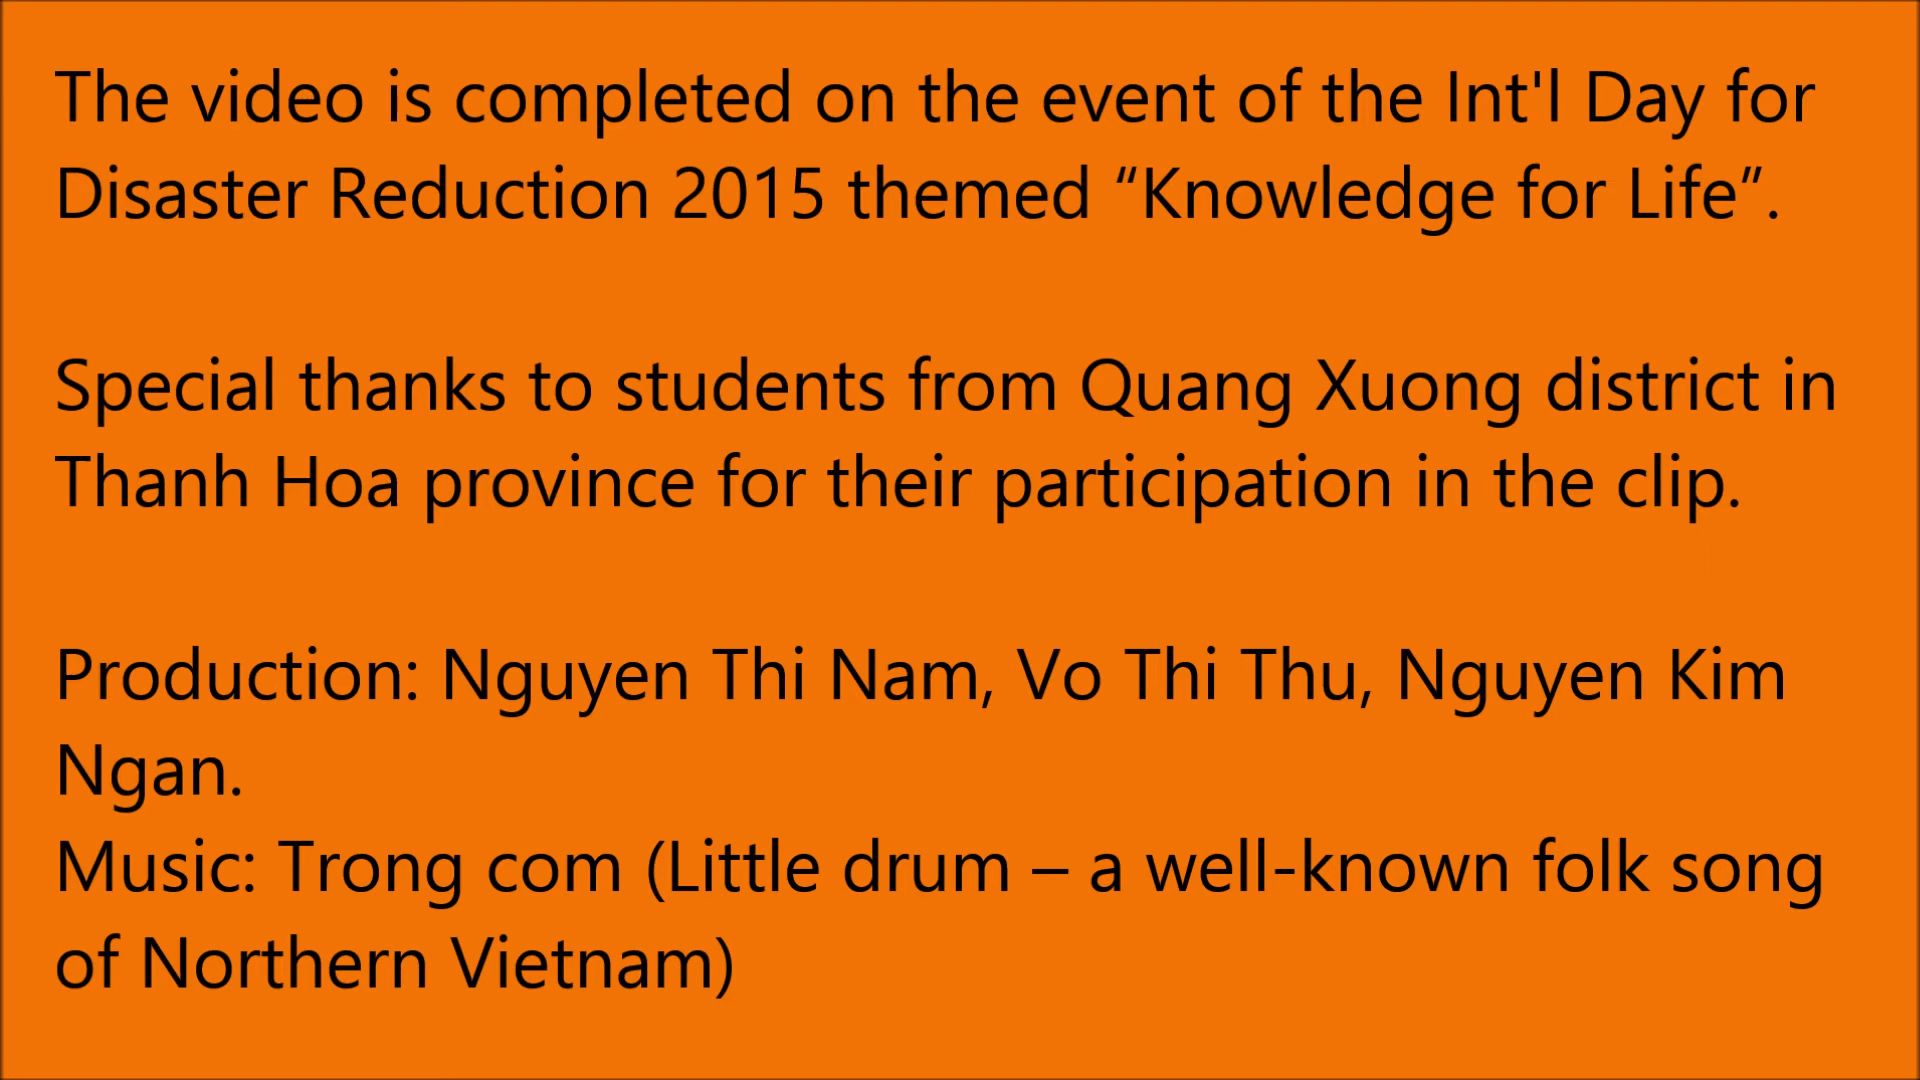 The video is completed on the event of the Int'l Day for
Disaster Reduction 2015 themed “Knowledge for Life”.
Special thanks to students from Quang Xuong district in
Thanh Hoa province for their participation in the clip.
Production: Nguyen Thi Nam, Vo Thi Thu, Nguyen Kim
Ngan.
Music: Trong com (Little drum – a well-known folk song
of Northern Vietnam)